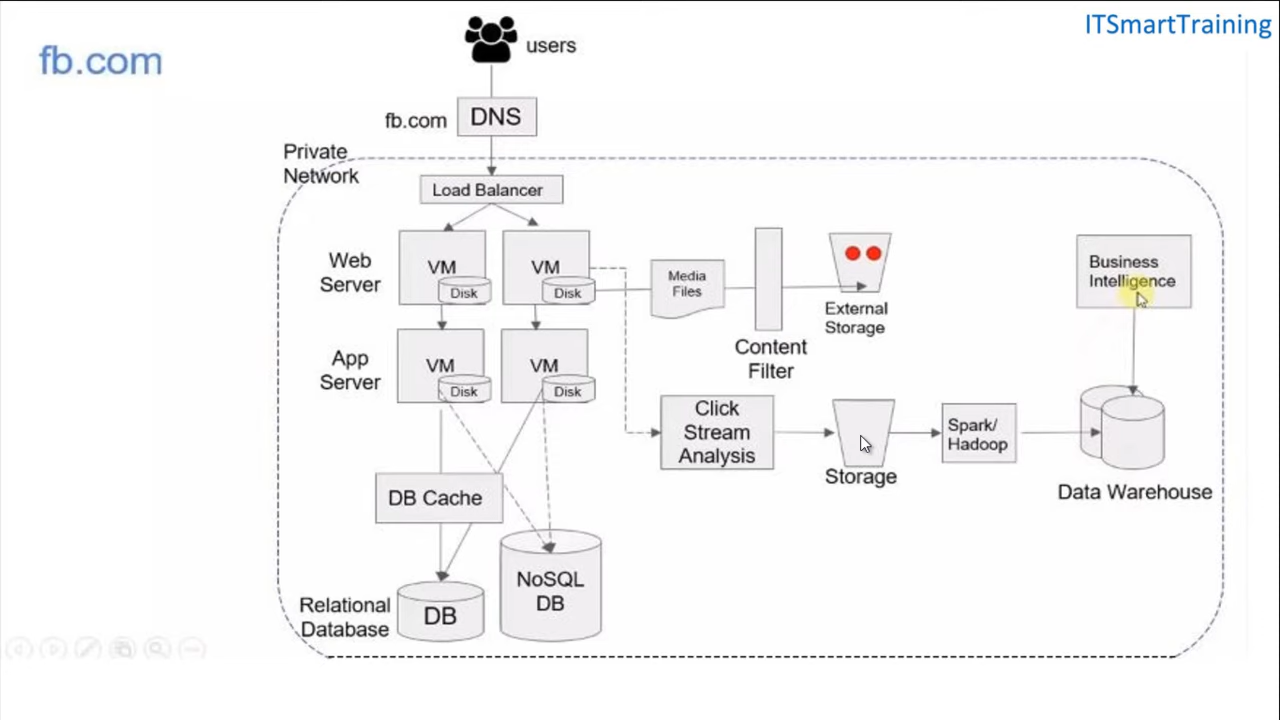 ITSmartTraining
fb.com
users
fb.com
DNS
Private
Network
Load Balancer
Web
Server
VM
Disk
VM
Disk
Media
Files
Content
Filter
External
Storage
Business
Intelligence
App
Server
VM
Disk
VM
Disk
Click
Stream
Analysis
Storage
Spark/
Hadoop
Data Warehouse
DB Cache
NoSQL
DB
Relational
Database
DB